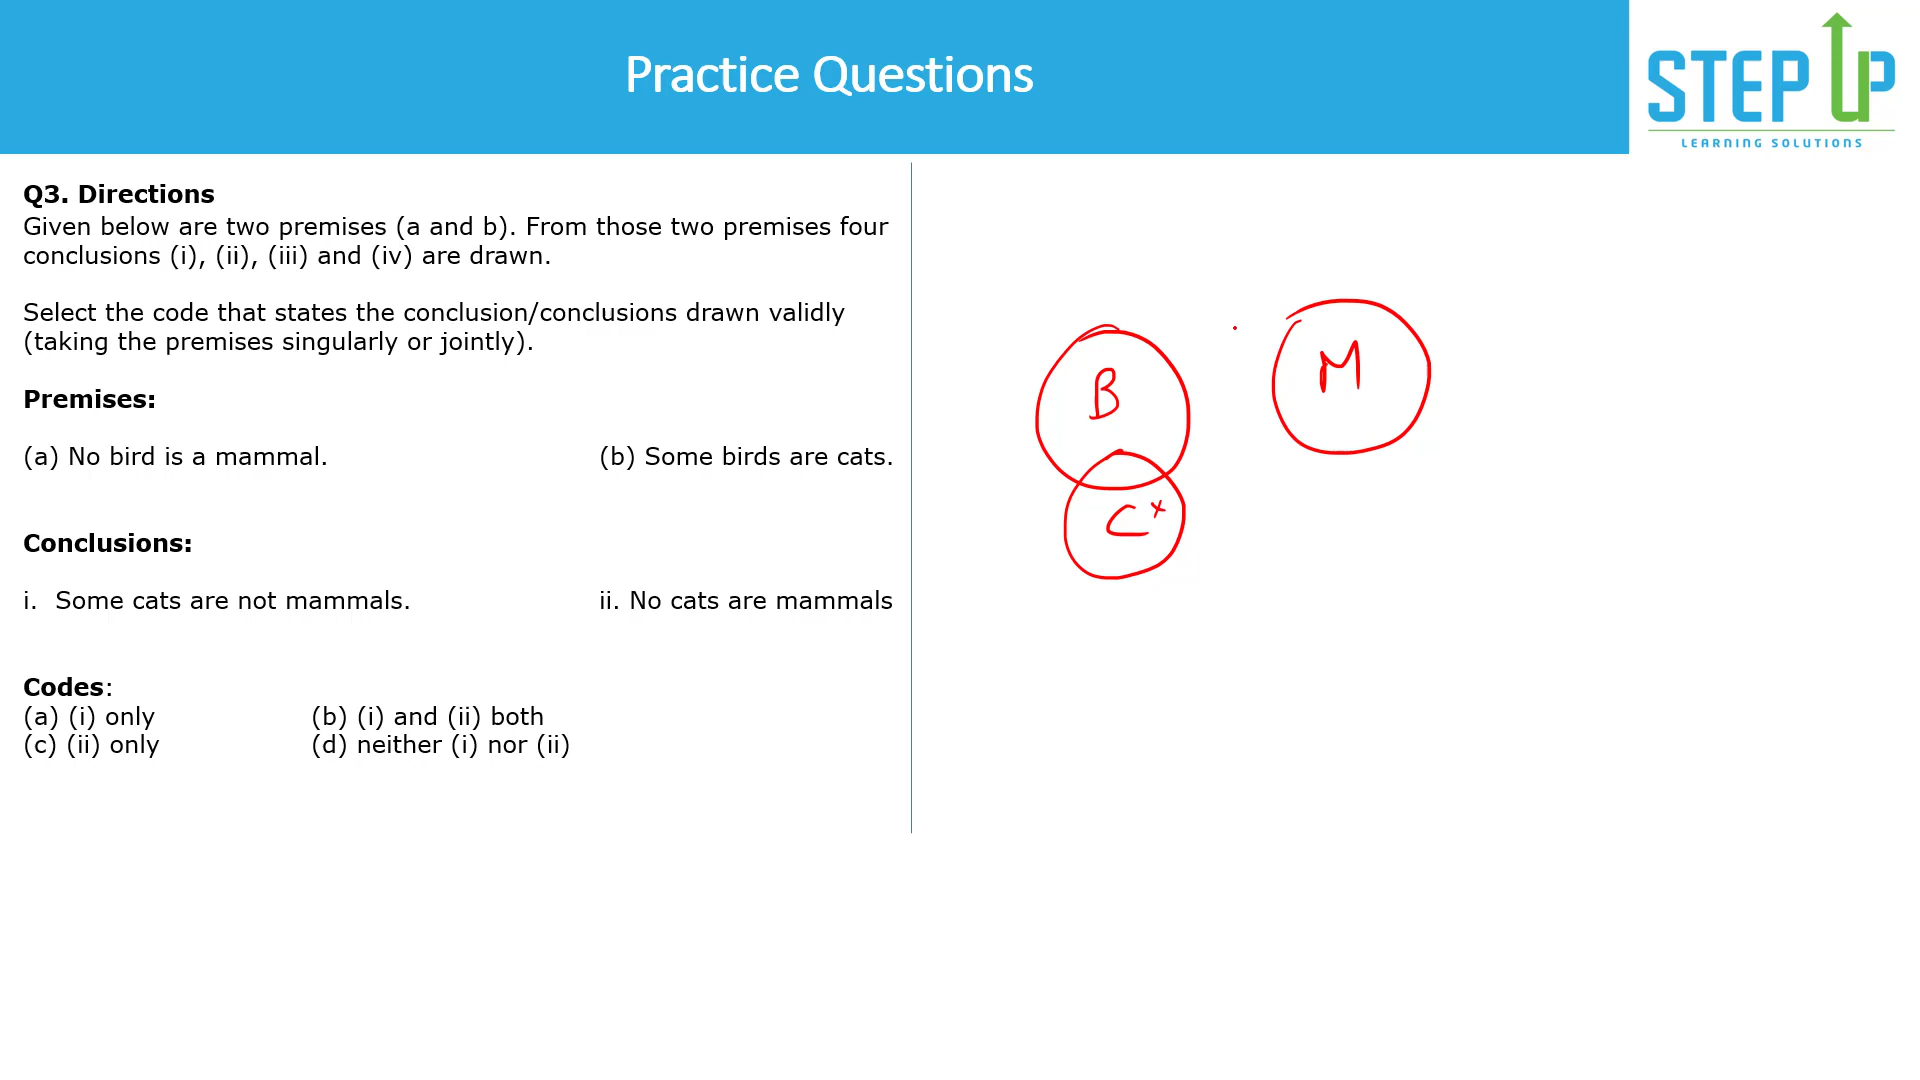 Practice Questions
STEP UP
LEARNING SOLUTIONS
Q3. Directions
Given below are two premises (a and b). From those two premises four
conclusions (i), (ii), (iii) and (iv) are drawn.
Select the code that states the conclusion/conclusions drawn validly
(taking the premises singularly or jointly).
Premises:
(a) No bird is a mammal. (b) Some birds are cats.
Conclusions:
i. Some cats are not mammals. ii. No cats are mammals
Codes:
(a) (i) only (b) (i) and (ii) both
(c) (ii) only (d) neither (i) nor (ii)
B
M
C x